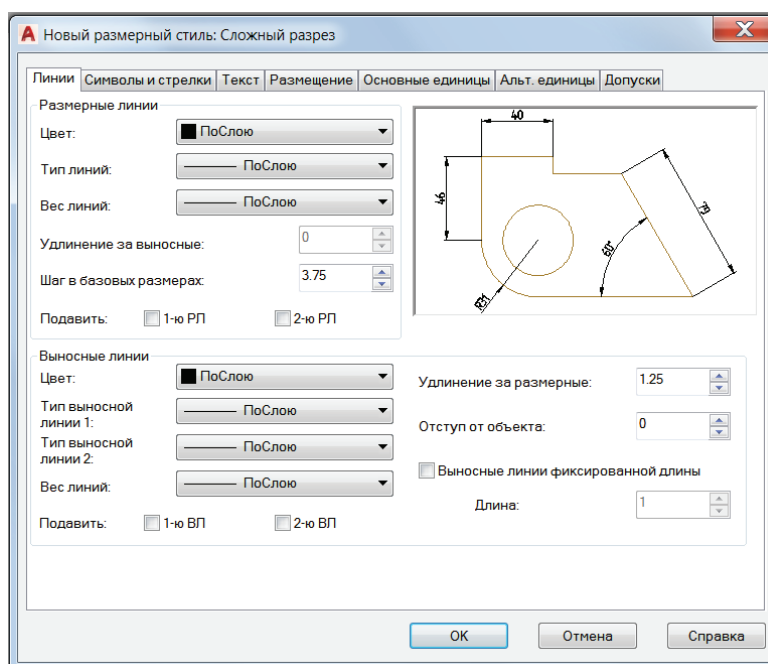 Новый размерный стиль: Сложный разрез
Линии Символы и стрелки Текст Размещение Основные единицы Альт. единицы Допуски
Размерные линии
Цвет: ПоСлою
Тип линий: ПоСлою
Вес линий: ПоСлою
Удлинение за выносные: 0
Шаг в базовых размерах: 3.75
Подавить: 1-ю РЛ 2-ю РЛ
40
46
79
60°
R31
Выносные линии
Цвет: ПоСлою
Тип выносной
линии 1: ПоСлою
Тип выносной
линии 2: ПоСлою
Вес линий: ПоСлою
Подавить: 1-ю ВЛ 2-ю ВЛ
Удлинение за размерные: 1.25
Отступ от объекта: 0
Выносные линии фиксированной длины
Длина: 1
OK Отмена Справка